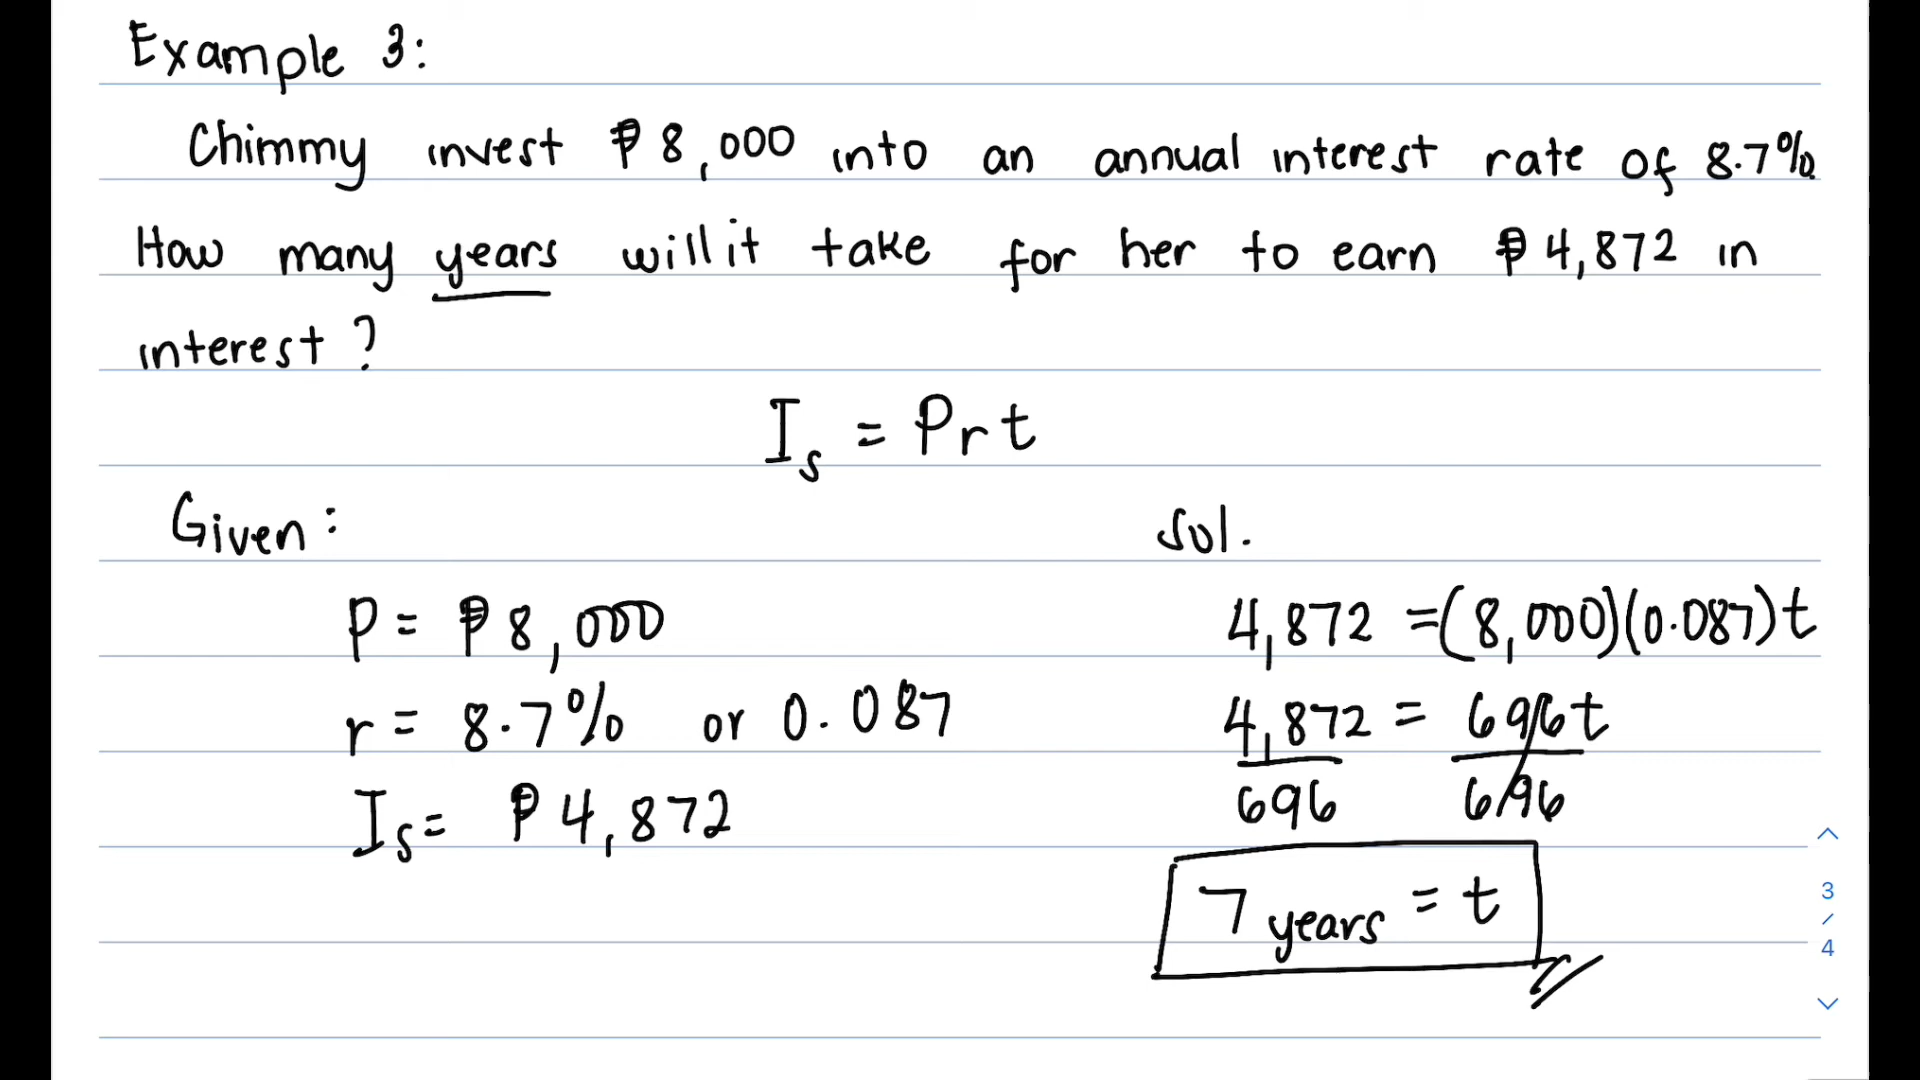 Example 3:
Chimmy invest ₱8,000 into an annual interest rate of 8.7%.
How many years will it take for her to earn ₱4,872 in
interest?
Is = Prt
Given:
P = ₱8,000
r = 8.7% or 0.087
Is = ₱4,872
Sol.
4,872 = (8,000)(0.087)t
4,872 = 696t
696 696
7 years = t
3
/
4